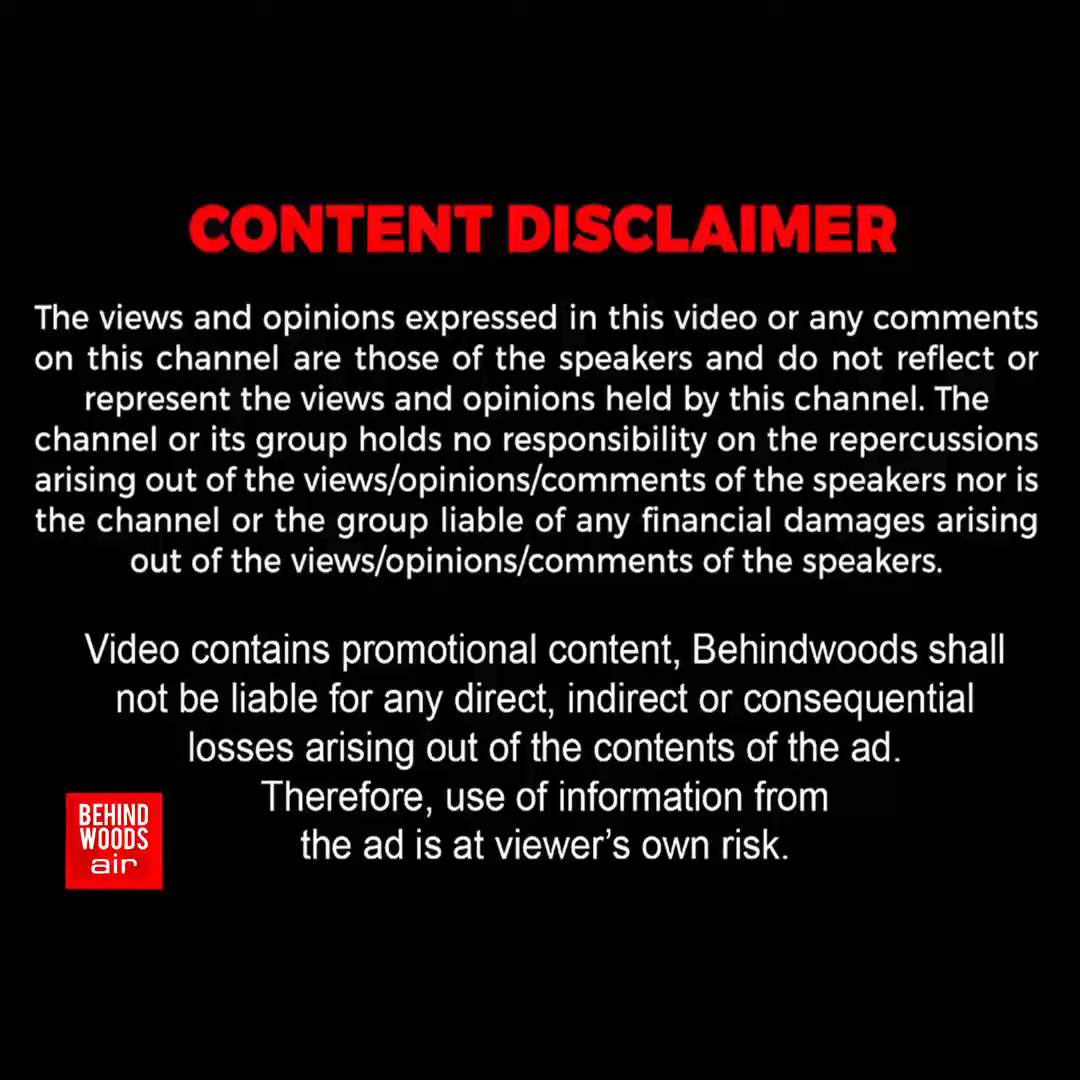 CONTENT DISCLAIMER
The views and opinions expressed in this video or any comments
on this channel are those of the speakers and do not reflect or
represent the views and opinions held by this channel. The
channel or its group holds no responsibility on the repercussions
arising out of the views/opinions/comments of the speakers nor is
the channel or the group liable of any financial damages arising
out of the views/opinions/comments of the speakers.
Video contains promotional content, Behindwoods shall
not be liable for any direct, indirect or consequential
losses arising out of the contents of the ad.
Therefore, use of information from
the ad is at viewer’s own risk.
BEHIND
WOODS
air